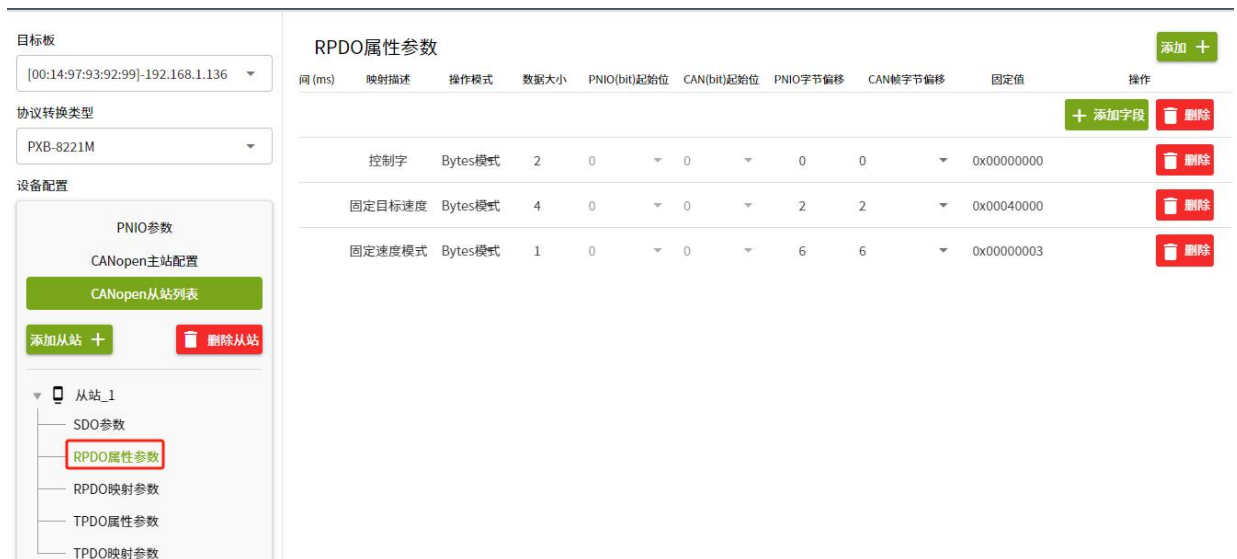 目标板
[00:14:97:93:92:99]-192.168.1.136
协议转换类型
PXB-8221M
设备配置
PNIO参数
CANopen主站配置
CANopen从站列表
添加从站 +
删除从站
从站_1
SDO参数
RPDO属性参数
RPDO映射参数
TPDO属性参数
TPDO映射参数
RPDO属性参数
添加 +
间 (ms) 映射描述 操作模式 数据大小 PNIO(bit)起始位 CAN(bit)起始位 PNIO字节偏移 CAN帧字节偏移 固定值 操作
+ 添加字段 删除
控制字 Bytes模式 2 0 0 0 0 0x00000000 删除
固定目标速度 Bytes模式 4 0 0 2 2 0x00040000 删除
固定速度模式 Bytes模式 1 0 0 6 6 0x00000003 删除